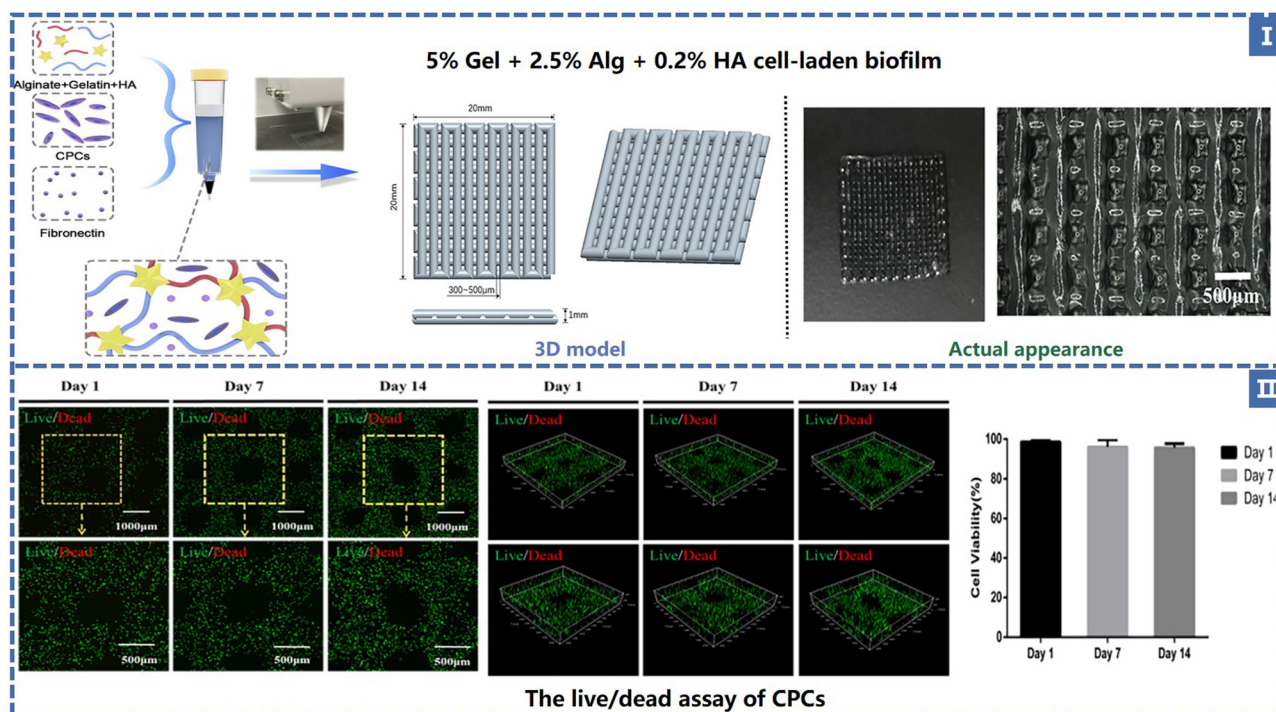 I
5% Gel + 2.5% Alg + 0.2% HA cell-laden biofilm
Alginate+Gelatin+HA
CPCs
Fibronectin
20mm
20mm
300~500μm
1mm
3D model
500μm
Actual appearance
II
Day 1
Day 7
Day 14
Day 1
Day 7
Day 14
Live/Dead
Live/Dead
Live/Dead
Live/Dead
Live/Dead
Live/Dead
1000μm
1000μm
1000μm
Live/Dead
Live/Dead
Live/Dead
Live/Dead
Live/Dead
Live/Dead
500μm
500μm
500μm
Cell Viability(%)
100
80
60
40
20
0
Day 1
Day 7
Day 14
Day 1
Day 7
Day 14
The live/dead assay of CPCs